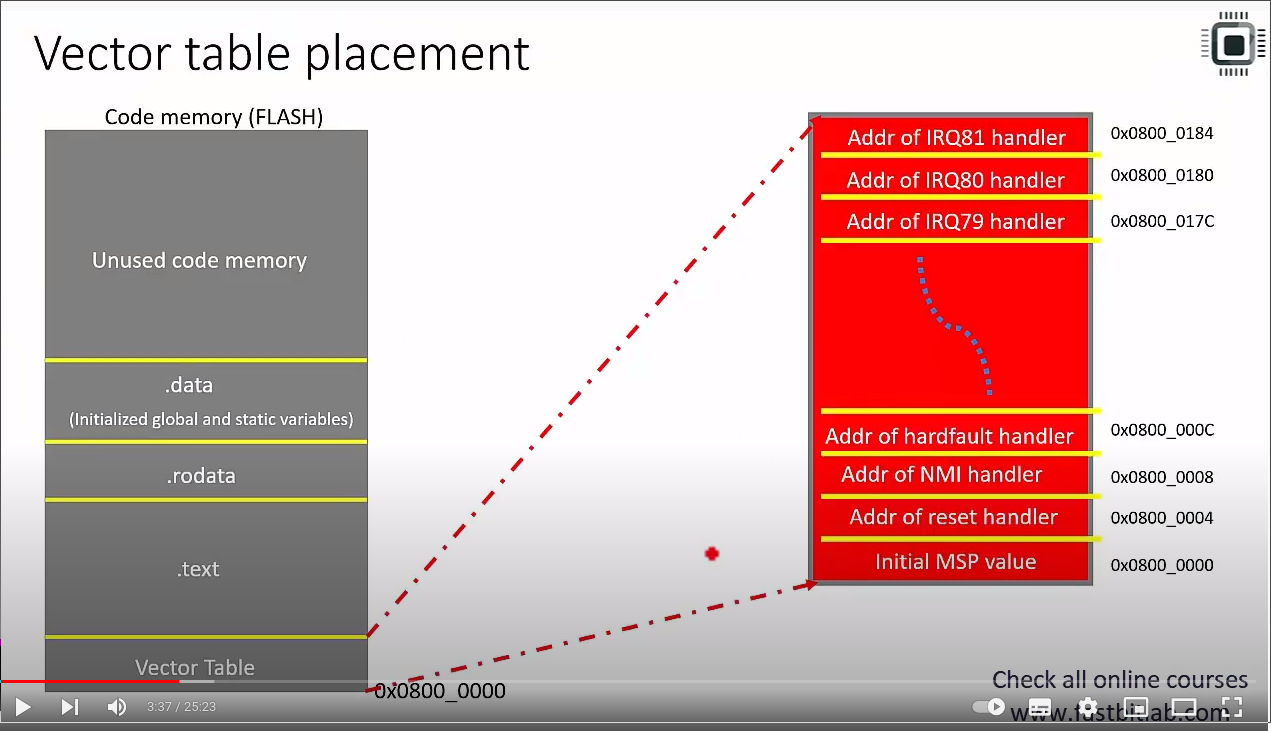 Vector table placement
Code memory (FLASH)
Unused code memory
.data
(Initialized global and static variables)
.rodata
.text
Vector Table
0x0800_0000
Addr of IRQ81 handler 0x0800_0184
Addr of IRQ80 handler 0x0800_0180
Addr of IRQ79 handler 0x0800_017C
Addr of hardfault handler 0x0800_000C
Addr of NMI handler 0x0800_0008
Addr of reset handler 0x0800_0004
Initial MSP value 0x0800_0000
Check all online courses
www.fastbitlab.com
3:37 / 25:23